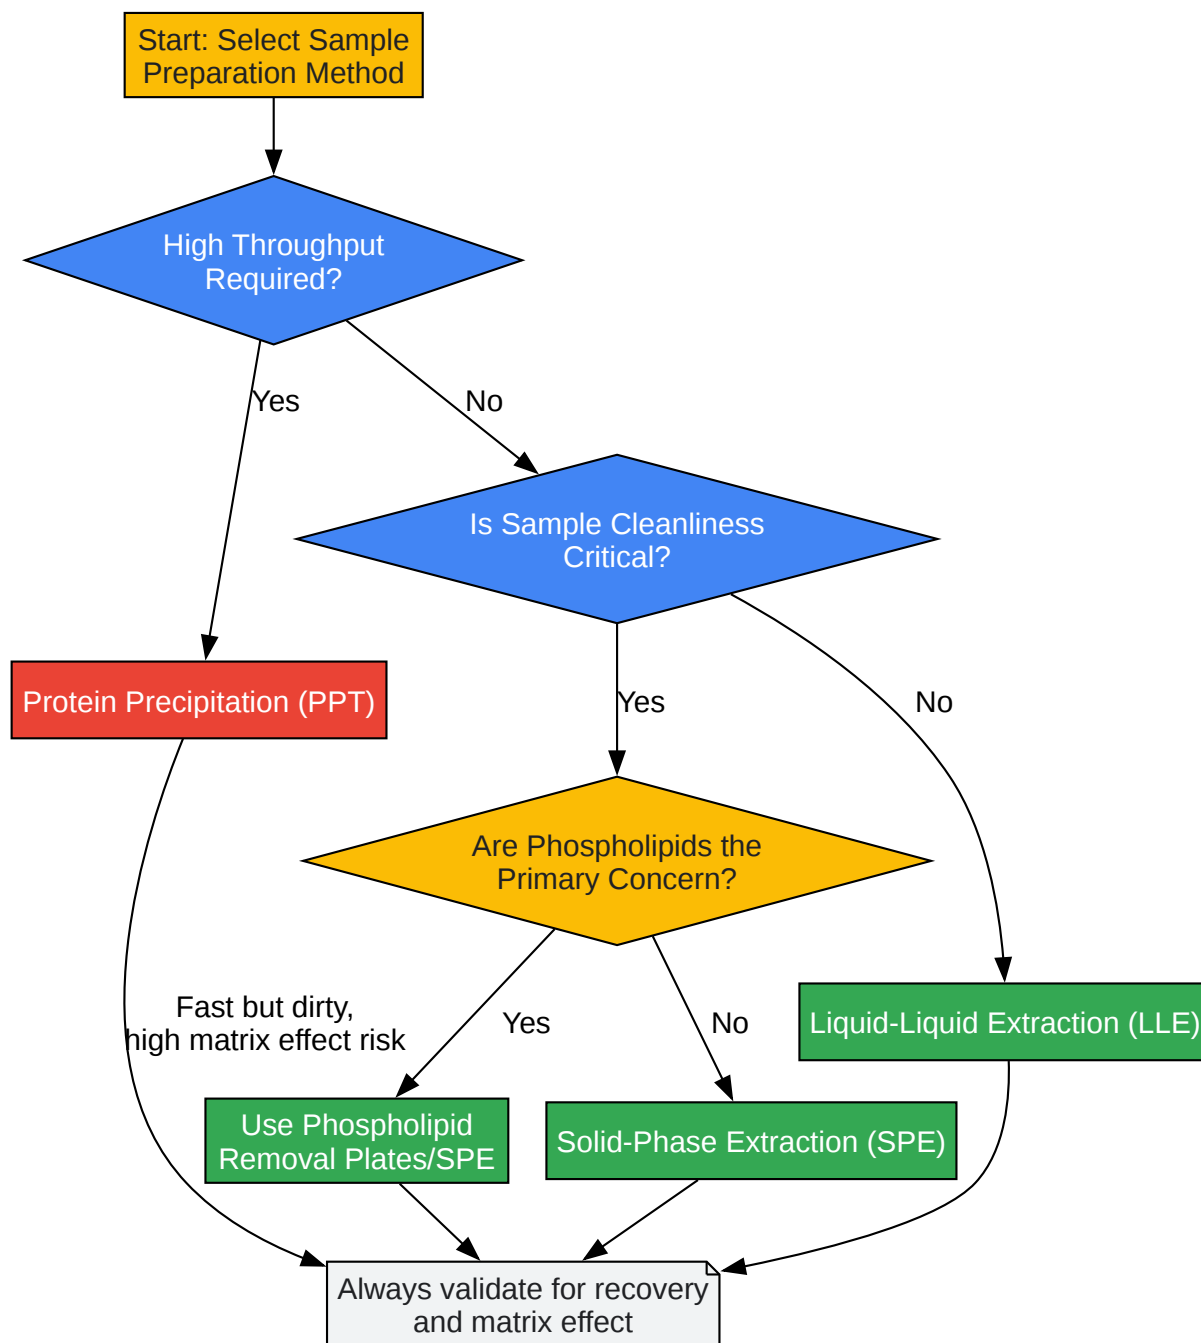 Start: Select Sample
Preparation Method
High Throughput
Required?
Yes
No
Is Sample Cleanliness
Critical?
Protein Precipitation (PPT)
Yes
No
Are Phospholipids the
Primary Concern?
Fast but dirty,
high matrix effect risk
Yes
No
Liquid-Liquid Extraction (LLE)
Use Phospholipid
Removal Plates/SPE
Solid-Phase Extraction (SPE)
Always validate for recovery
and matrix effect